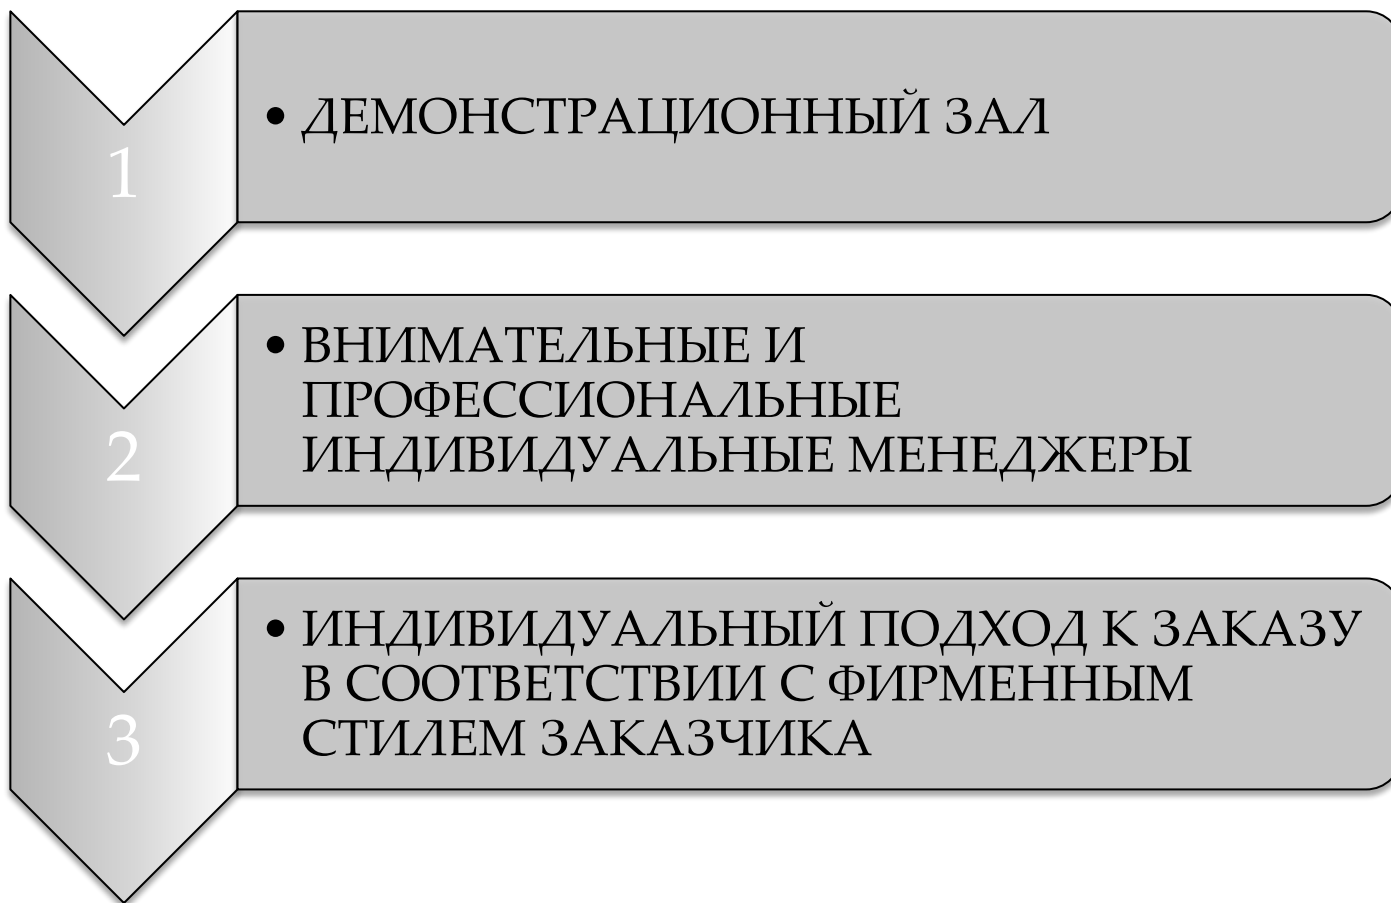 1
• ДЕМОНСТРАЦИОННЫЙ ЗАЛ
2
• ВНИМАТЕЛЬНЫЕ И
ПРОФЕССИОНАЛЬНЫЕ
ИНДИВИДУАЛЬНЫЕ МЕНЕДЖЕРЫ
3
• ИНДИВИДУАЛЬНЫЙ ПОДХОД К ЗАКАЗУ
В СООТВЕТСТВИИ С ФИРМЕННЫМ
СТИЛЕМ ЗАКАЗЧИКА